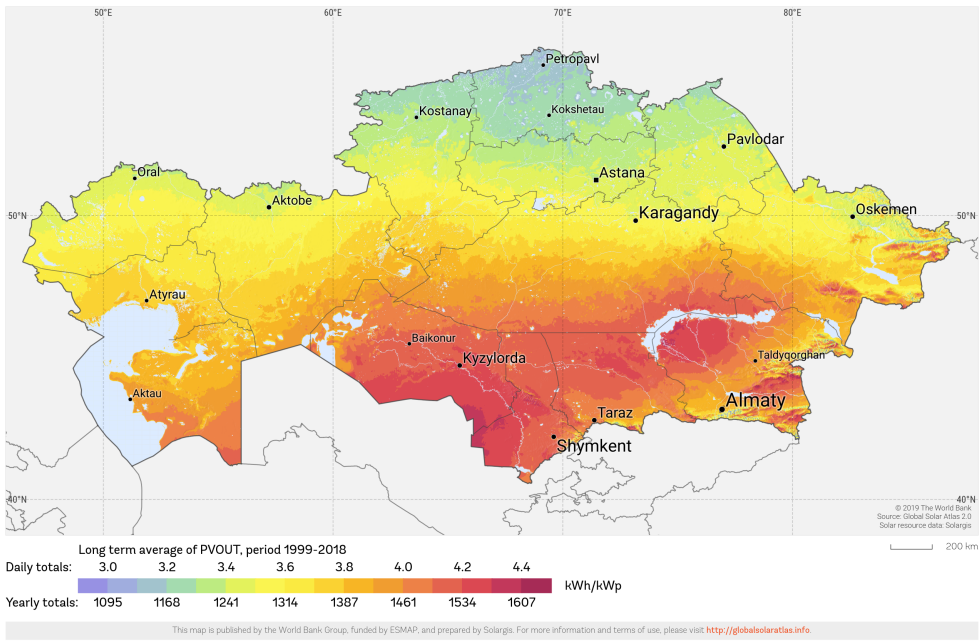 50°E 60°E 70°E 80°E
Petropavl
Kostanay
Kokshetau
Pavlodar
Oral
Astana
Aktobe
Karagandy
Oskemen
50°N 50°N
Atyrau
Baikonur
Kyzylorda
Taldyqorghan
Aktau
Almaty
Taraz
Shymkent
40°N 40°N
© 2019 The World Bank
Source: Global Solar Atlas 2.0
Solar resource data: Solargis
200 km
Long term average of PVOUT, period 1999-2018
Daily totals: 3.0 3.2 3.4 3.6 3.8 4.0 4.2 4.4
kWh/kWp
Yearly totals: 1095 1168 1241 1314 1387 1461 1534 1607
This map is published by the World Bank Group, funded by ESMAP, and prepared by Solargis. For more information and terms of use, please visit http://globalsolaratlas.info.